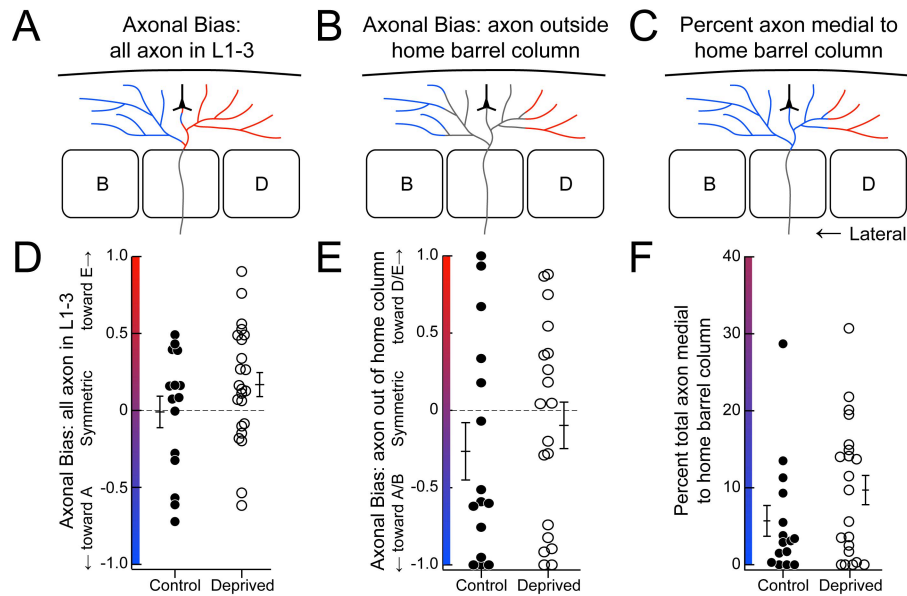 A
Axonal Bias:
all axon in L1-3
B
Axonal Bias: axon outside
home barrel column
C
Percent axon medial to
home barrel column
B
D
B
D
B
D
← Lateral
D
Axonal Bias: all axon in L1-3
← toward A
Symmetric
toward E→
1.0
0.5
0
-0.5
-1.0
Control
Deprived
E
Axonal Bias: axon out of home column
← toward A/B
Symmetric
toward D/E→
1.0
0.5
0
-0.5
-1.0
Control
Deprived
F
Percent total axon medial
to home barrel column
40
30
20
10
0
Control
Deprived